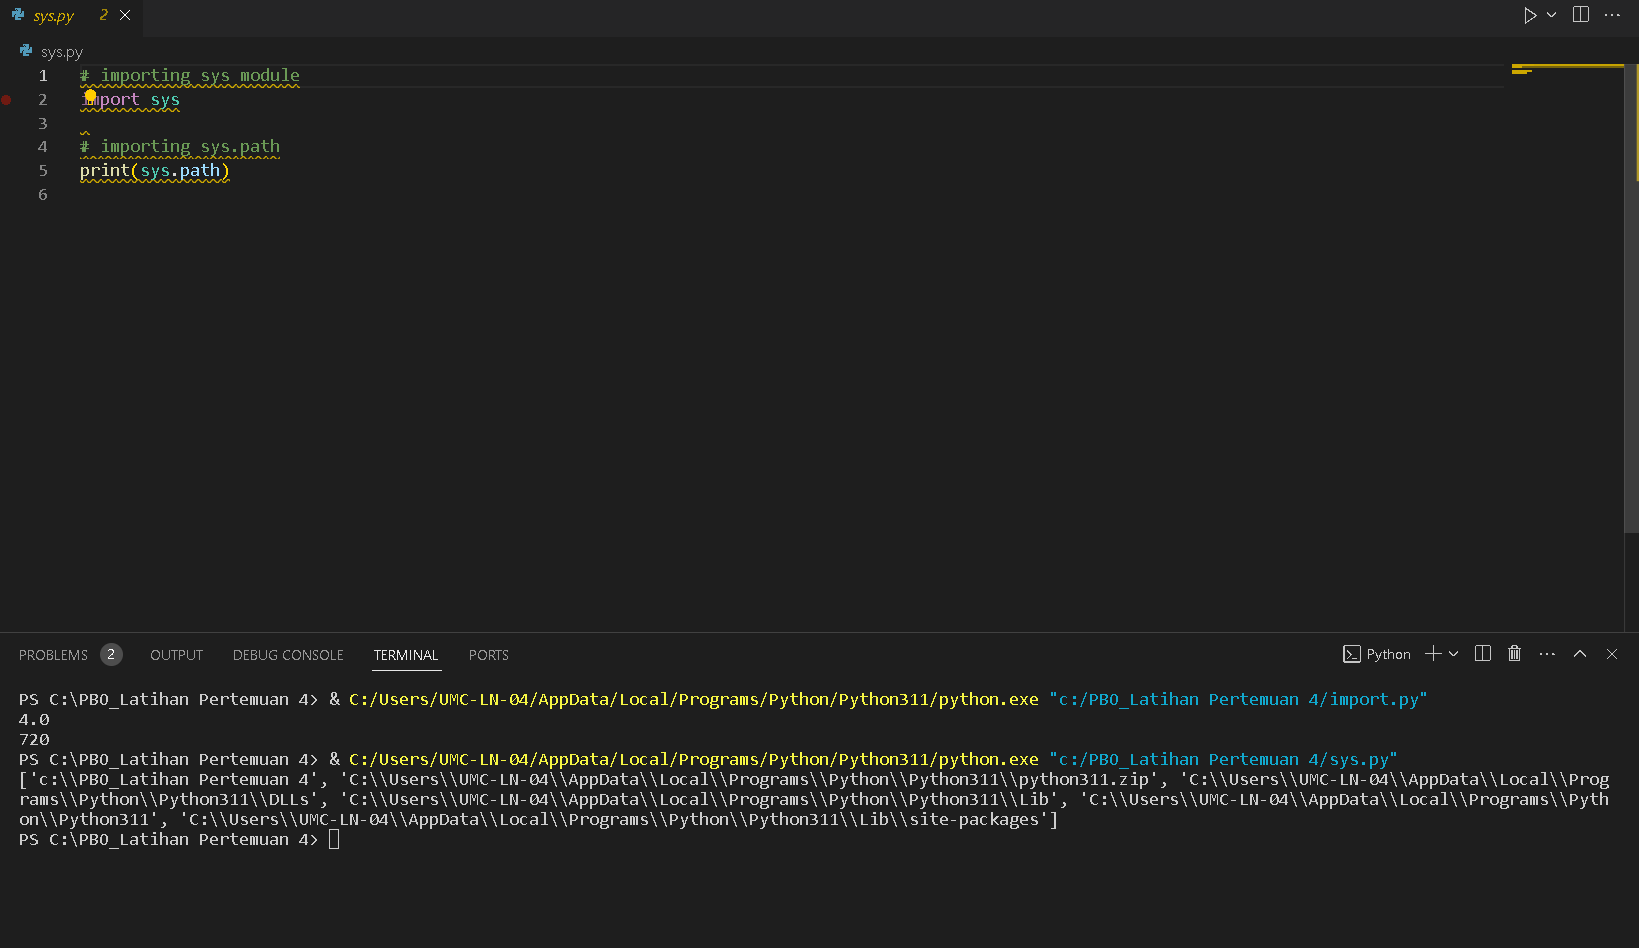 sys.py 2
sys.py
1 # importing sys module
2 import sys
3
4 # importing sys.path
5 print(sys.path)
6
PROBLEMS 2 OUTPUT DEBUG CONSOLE TERMINAL PORTS Python
PS C:\PBO_Latihan Pertemuan 4> & C:/Users/UMC-LN-04/AppData/Local/Programs/Python/Python311/python.exe "c:/PBO_Latihan Pertemuan 4/import.py"
4.0
720
PS C:\PBO_Latihan Pertemuan 4> & C:/Users/UMC-LN-04/AppData/Local/Programs/Python/Python311/python.exe "c:/PBO_Latihan Pertemuan 4/sys.py"
['c:\\PBO_Latihan Pertemuan 4', 'C:\\Users\\UMC-LN-04\\AppData\\Local\\Programs\\Python\\Python311\\python311.zip', 'C:\\Users\\UMC-LN-04\\AppData\\Local\\Prog
rams\\Python\\Python311\\DLLs', 'C:\\Users\\UMC-LN-04\\AppData\\Local\\Programs\\Python\\Python311\\Lib', 'C:\\Users\\UMC-LN-04\\AppData\\Local\\Programs\\Pyth
on\\Python311', 'C:\\Users\\UMC-LN-04\\AppData\\Local\\Programs\\Python\\Python311\\Lib\\site-packages']
PS C:\PBO_Latihan Pertemuan 4>